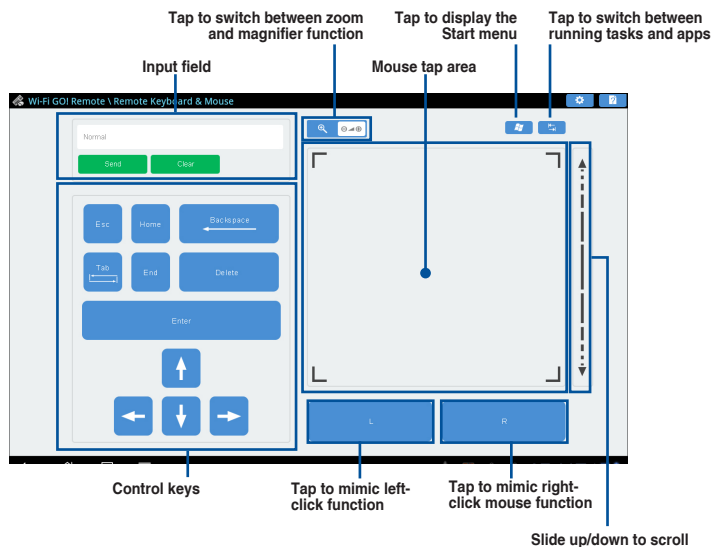 Tap to switch between zoom
and magnifier function
Tap to display the
Start menu
Tap to switch between
running tasks and apps
Input field
Mouse tap area
Wi-Fi GO! Remote \ Remote Keyboard & Mouse
?
Normal
Send
Clear
Esc
Home
Backspace
Tab
End
Delete
Enter
L
R
Control keys
Tap to mimic left-
click function
Tap to mimic right-
click mouse function
Slide up/down to scroll